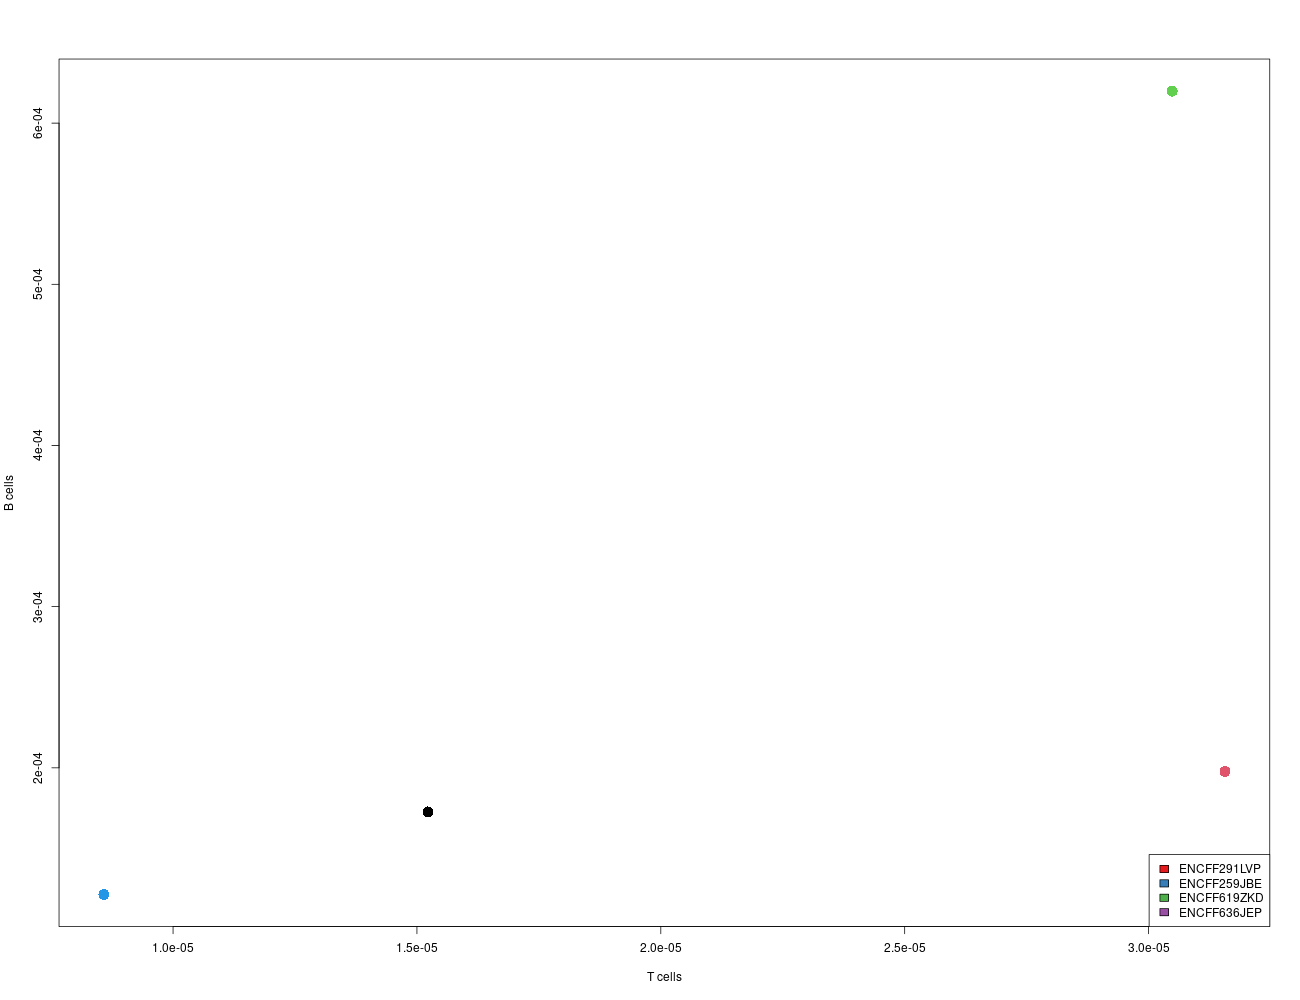 6e-04
5e-04
4e-04
3e-04
2e-04
B cells
1.0e-05 1.5e-05 2.0e-05 2.5e-05 3.0e-05
T cells
ENCFF291LVP
ENCFF259JBE
ENCFF619ZKD
ENCFF636JEP